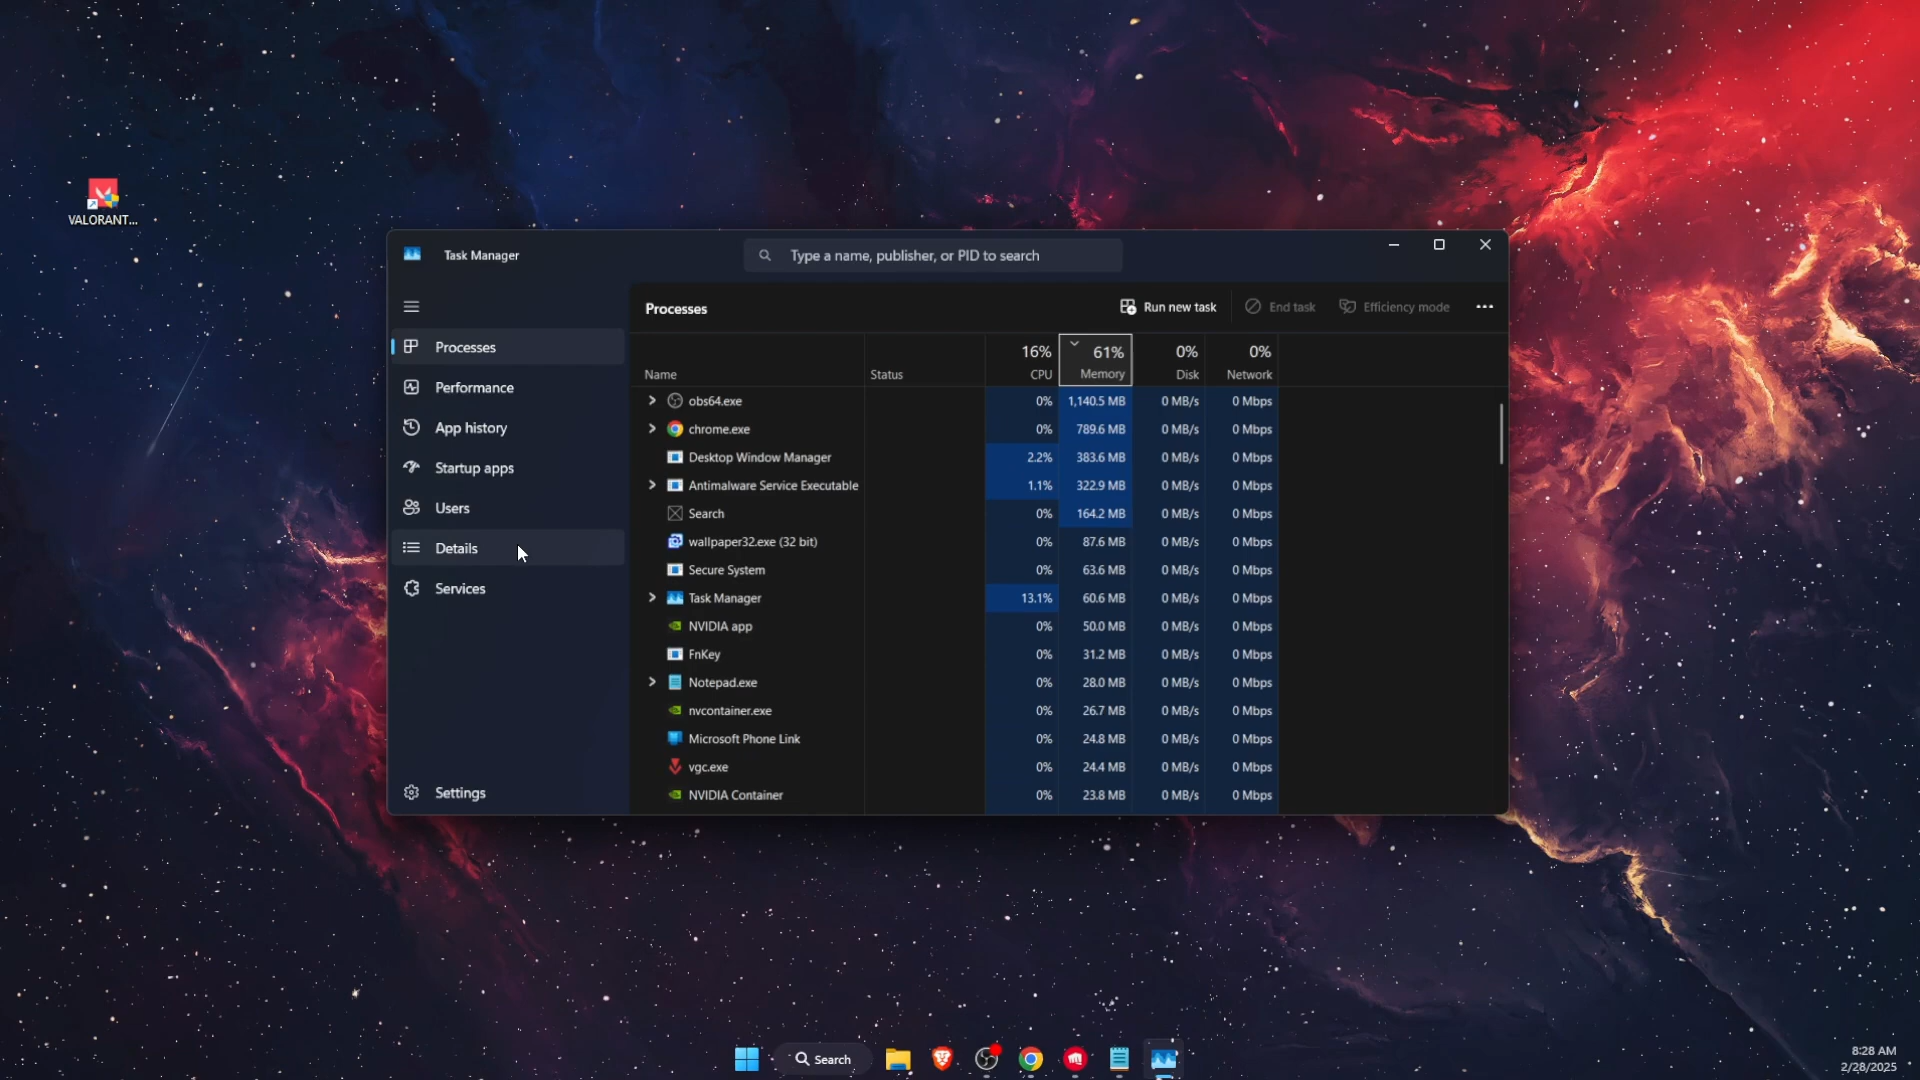 VALORANT...
Task Manager
Type a name, publisher, or PID to search
Processes
Performance
App history
Startup apps
Users
Details
Services
Settings
Processes
Run new task
End task
Efficiency mode
16% 61% 0% 0%
Name Status CPU Memory Disk Network
obs64.exe 0% 1,140.5 MB 0 MB/s 0 Mbps
chrome.exe 0% 789.6 MB 0 MB/s 0 Mbps
Desktop Window Manager 2.2% 383.6 MB 0 MB/s 0 Mbps
Antimalware Service Executable 1.1% 322.9 MB 0 MB/s 0 Mbps
Search 0% 164.2 MB 0 MB/s 0 Mbps
wallpaper32.exe (32 bit) 0% 87.6 MB 0 MB/s 0 Mbps
Secure System 0% 63.6 MB 0 MB/s 0 Mbps
Task Manager 13.1% 60.6 MB 0 MB/s 0 Mbps
NVIDIA app 0% 50.0 MB 0 MB/s 0 Mbps
FnKey 0% 31.2 MB 0 MB/s 0 Mbps
Notepad.exe 0% 28.0 MB 0 MB/s 0 Mbps
nvcontainer.exe 0% 26.7 MB 0 MB/s 0 Mbps
Microsoft Phone Link 0% 24.8 MB 0 MB/s 0 Mbps
vgc.exe 0% 24.4 MB 0 MB/s 0 Mbps
NVIDIA Container 0% 23.8 MB 0 MB/s 0 Mbps
Search
8:28 AM
2/28/2025